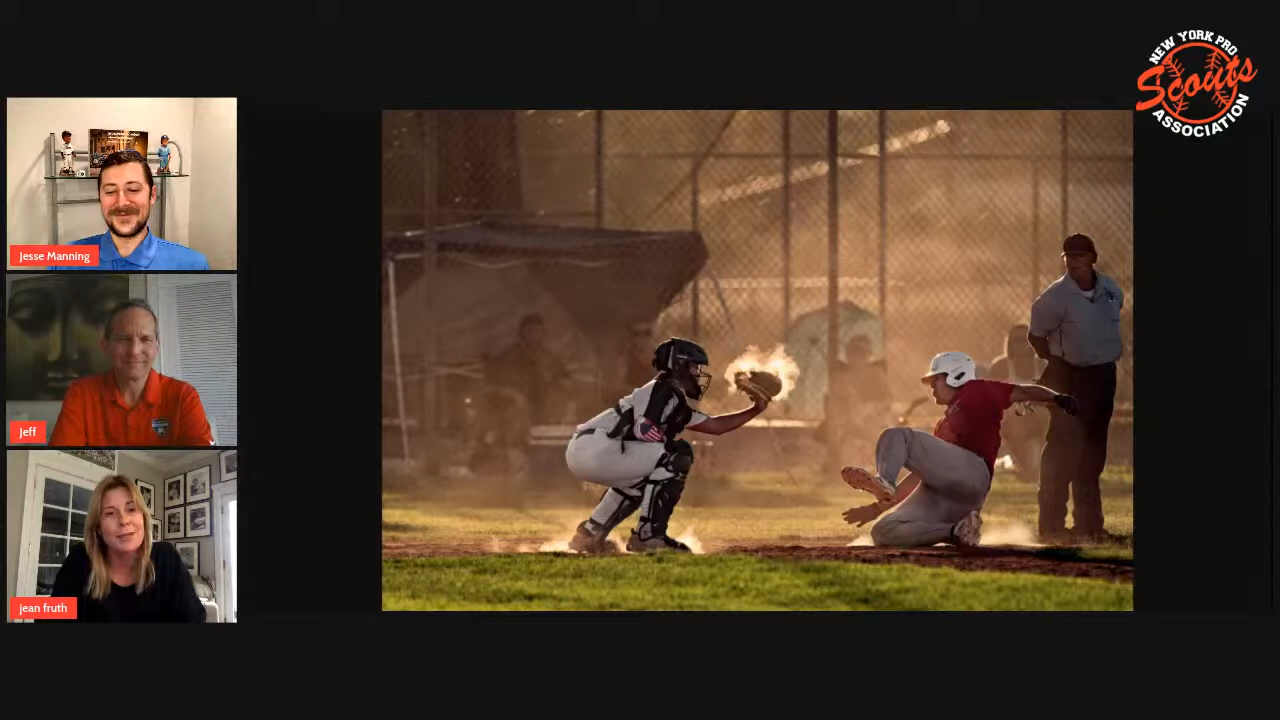 NEW YORK PRO
Scouts
ASSOCIATION
Jesse Manning
Jeff
Jean fruth